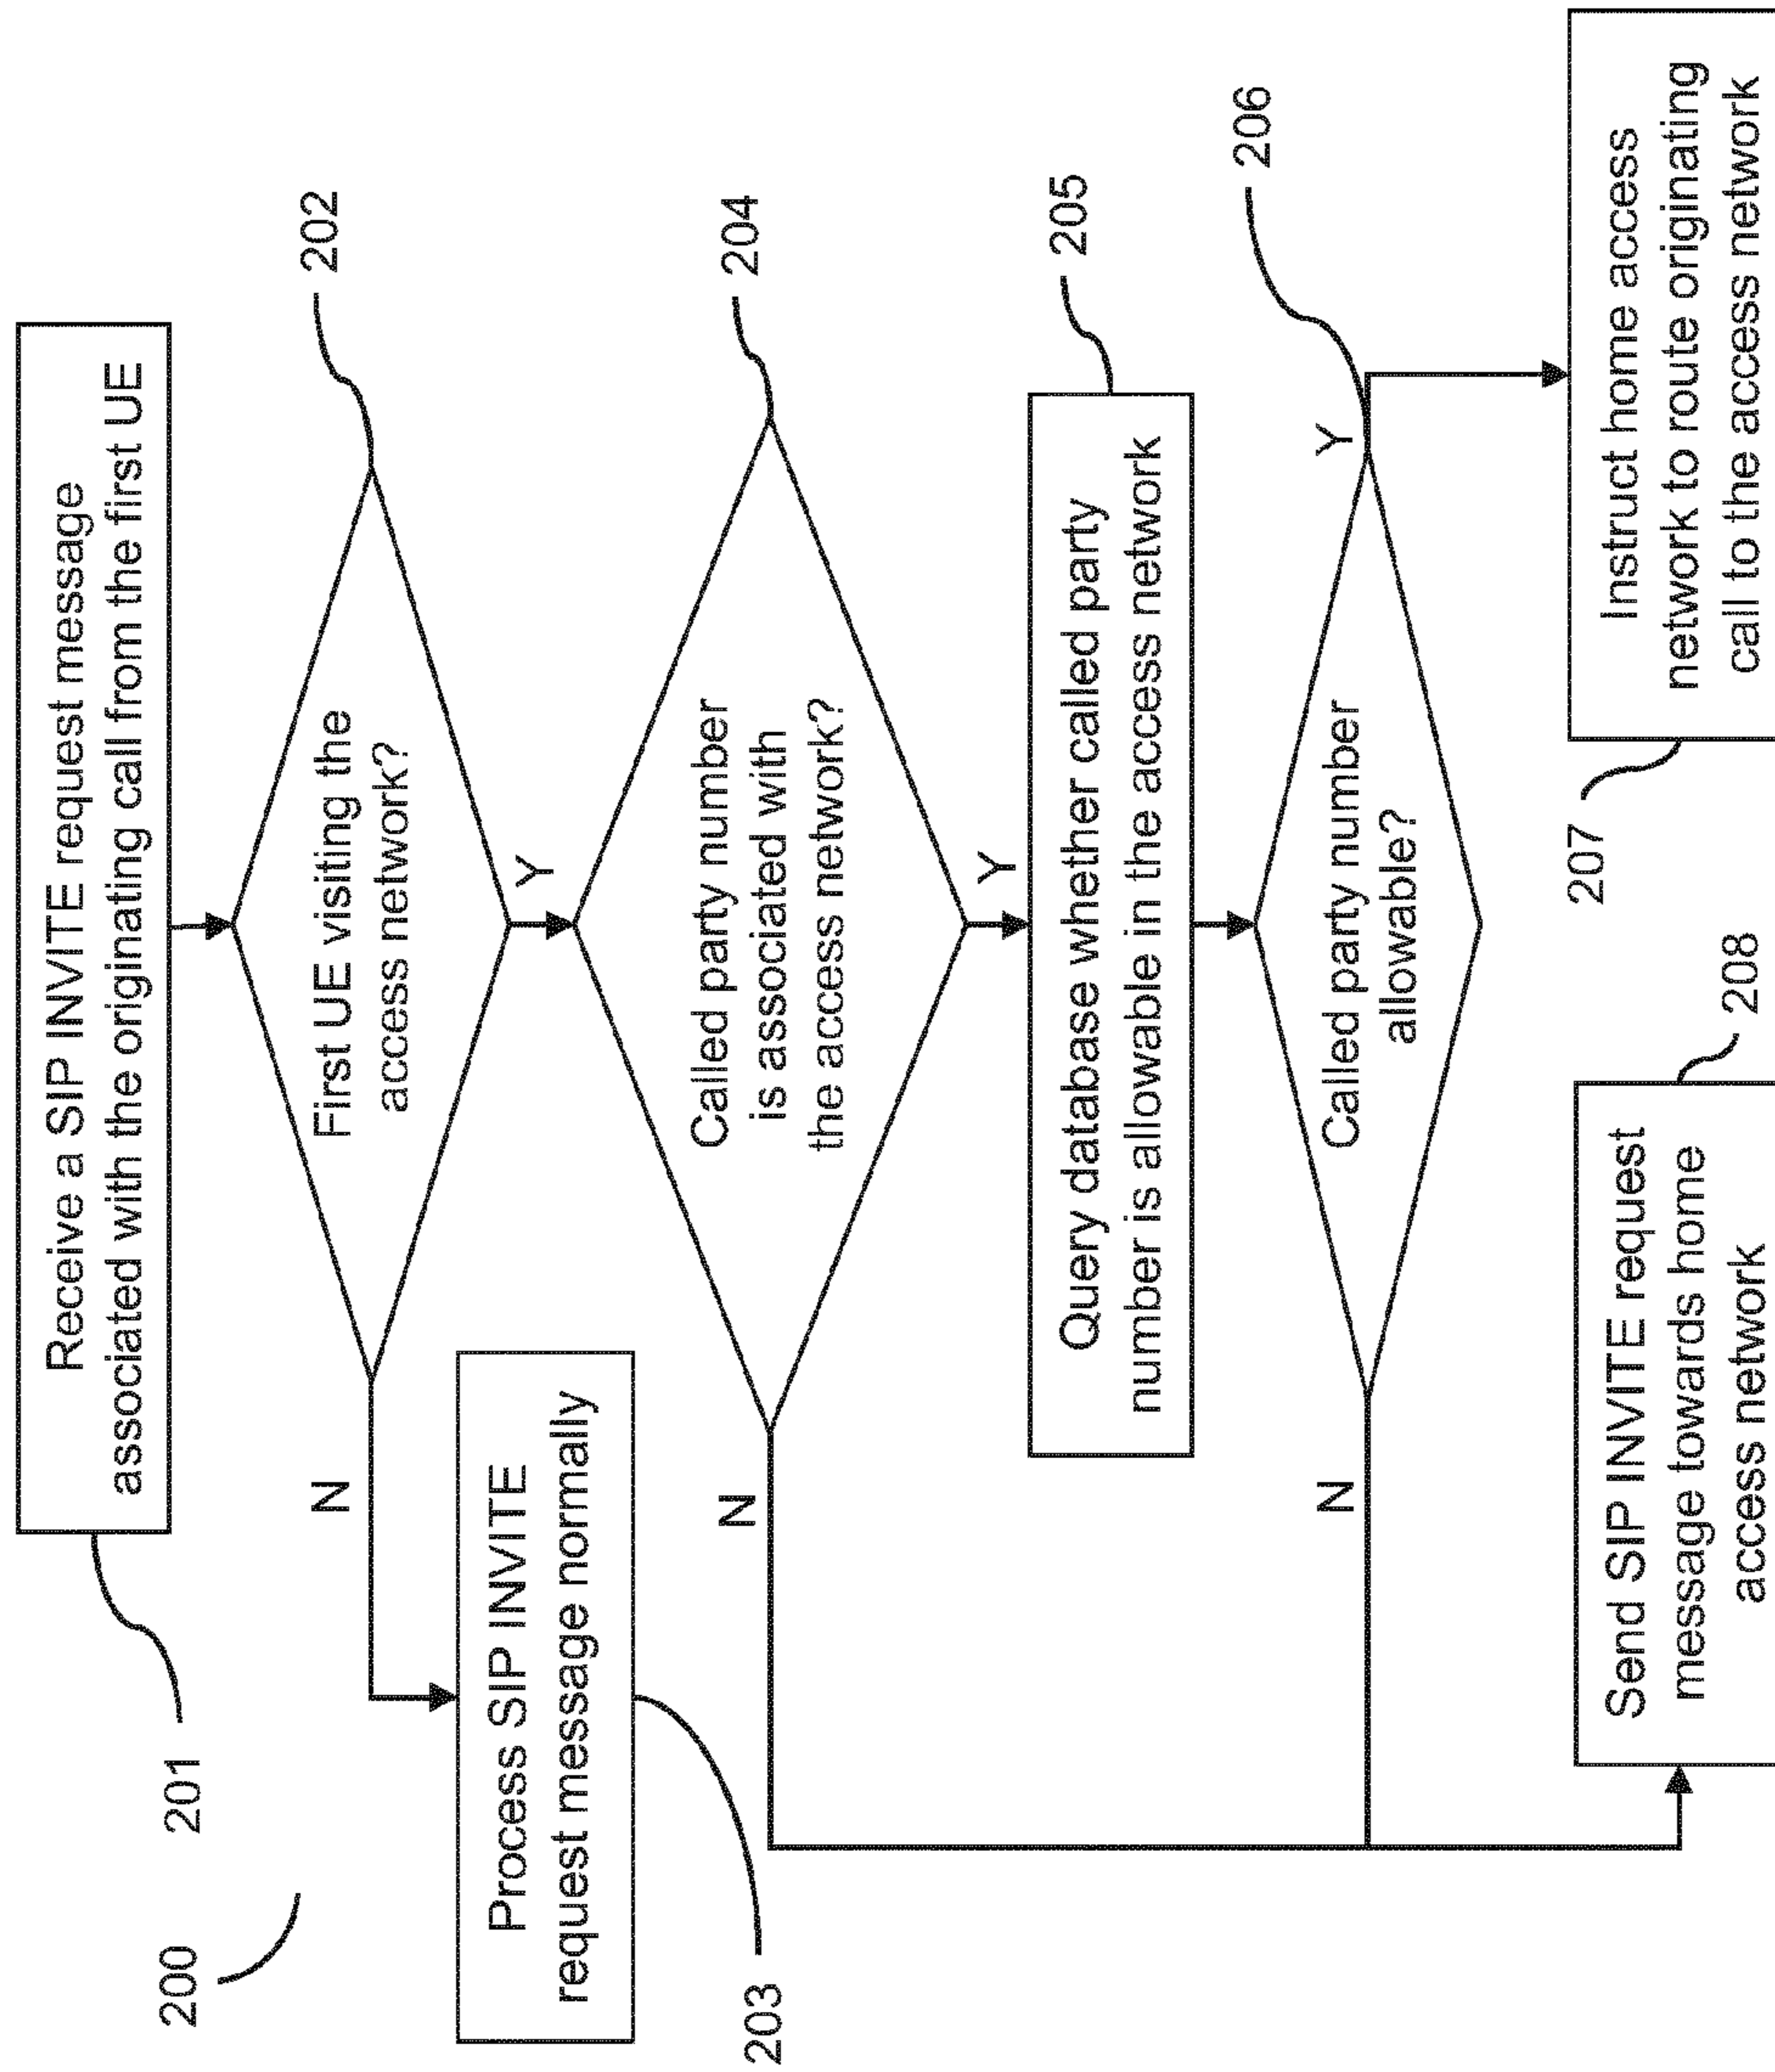 200
201
Receive a SIP INVITE request message
associated with the originating call from the first UE
202
First UE visiting the
access network?
N
Y
203
Process SIP INVITE
request message normally
204
Called party number
is associated with
the access network?
N
Y
205
Query database whether called party
number is allowable in the access network
206
Called party number
allowable?
N
Y
208
Send SIP INVITE request
message towards home
access network
207
Instruct home access
network to route originating
call to the access network